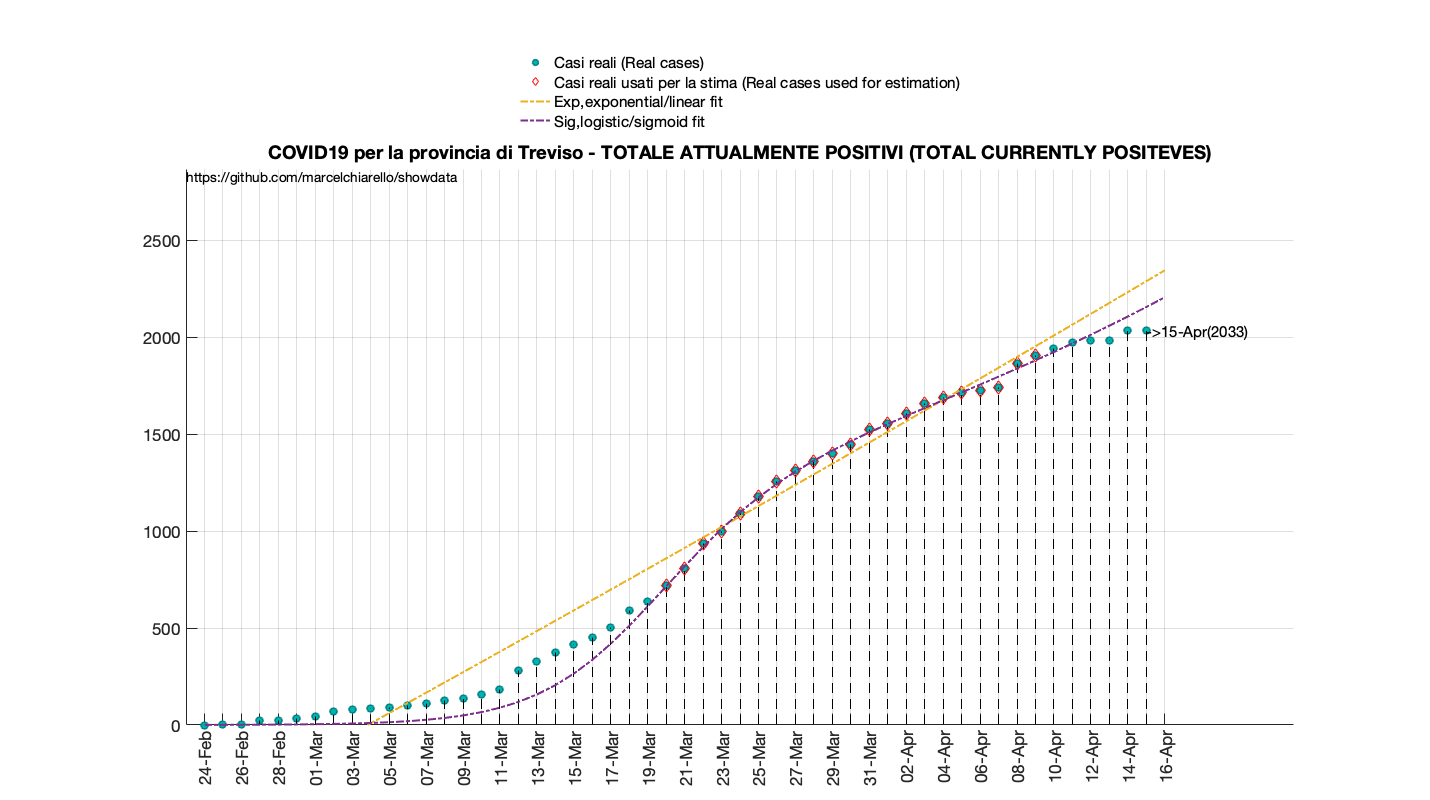 Casi reali (Real cases)
Casi reali usati per la stima (Real cases used for estimation)
Exp,exponential/linear fit
Sig,logistic/sigmoid fit
COVID19 per la provincia di Treviso - TOTALE ATTUALMENTE POSITIVI (TOTAL CURRENTLY POSITEVES)
https://github.com/marcelchiarello/showdata
2500
2000
>15-Apr(2033)
1500
1000
500
0
24-Feb
26-Feb
28-Feb
01-Mar
03-Mar
05-Mar
07-Mar
09-Mar
11-Mar
13-Mar
15-Mar
17-Mar
19-Mar
21-Mar
23-Mar
25-Mar
27-Mar
29-Mar
31-Mar
02-Apr
04-Apr
06-Apr
08-Apr
10-Apr
12-Apr
14-Apr
16-Apr